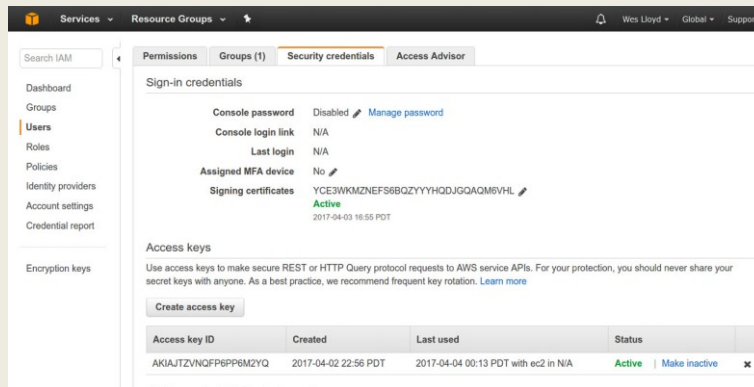 Services Resource Groups Wes Lloyd Global Suppor
Search IAM
Dashboard
Groups
Users
Roles
Policies
Identity providers
Account settings
Credential report
Encryption keys
Permissions Groups (1) Security credentials Access Advisor
Sign-in credentials
Console password Disabled Manage password
Console login link N/A
Last login N/A
Assigned MFA device No
Signing certificates YCE3WKMZNEFS6BQZYYYHQDJGQAQM6VHL
Active
2017-04-03 16:55 PDT
Access keys
Use access keys to make secure REST or HTTP Query protocol requests to AWS service APIs. For your protection, you should never share your
secret keys with anyone. As a best practice, we recommend frequent key rotation. Learn more
Create access key
Access key ID Created Last used Status
AKIAJTZVNQFP6PP6M2YQ 2017-04-02 22:56 PDT 2017-04-04 00:13 PDT with ec2 in N/A Active | Make inactive